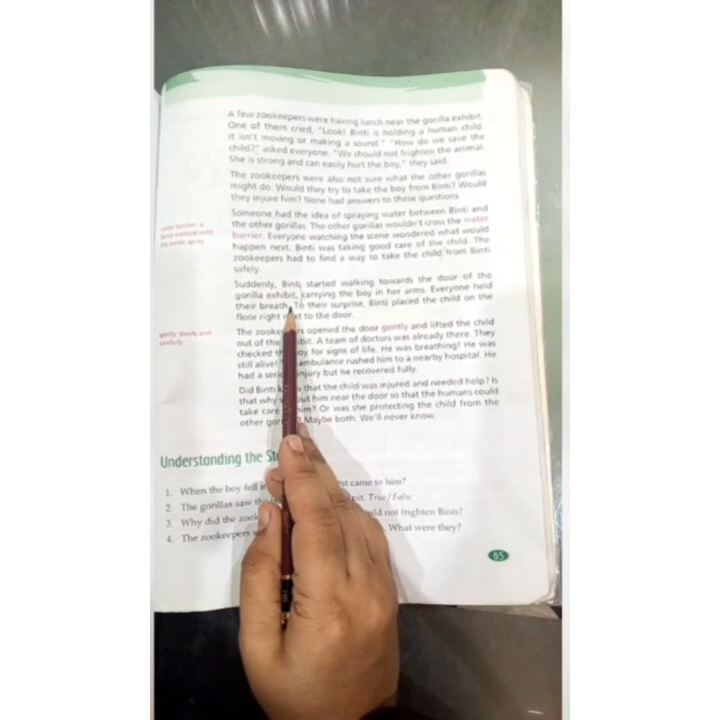 A few zookeepers were having lunch near the gorilla exhibit.
One of them cried, "Look! Binti is holding a human child.
It isn't moving or making a sound." "How do we save the
child?" asked everyone. "We should not frighten the animal.
She is strong and can easily hurt the boy," they said.
The zookeepers were also not sure what the other gorillas
might do. Would they try to take the boy from Binti? Would
they injure him? None had answers to these questions.
Someone had the idea of spraying water between Binti and
the other gorillas. The other gorillas wouldn't cross the water
barrier. Everyone watching the scene wondered what would
happen next. Binti was taking good care of the child. The
zookeepers had to find a way to take the child from Binti
safely.
water barrier: a
created with
water spray
Suddenly, Binti started walking towards the door of the
gorilla exhibit, carrying the boy in her arms. Everyone held
their breath. To their surprise, Binti placed the child on the
floor right to the door.
The opened the door gently and lifted the child
out of the A team of doctors was already there. They
checked for signs of life. He was breathing! He was
still alive! ambulance rushed him to a nearby hospital. He
had a injury but he recovered fully.
gently: slowly and
carefully
Did Binti that the child was injured and needed help? Is
that why put him near the door so that the humans could
take care him? Or was she protecting the child from the
other Maybe both. We'll never know.
Understanding the
1. When the boy fell came to him?
2. The gorillas saw True / False
3. Why did the not frighten Binti?
4. The zookeepers What were they?
65